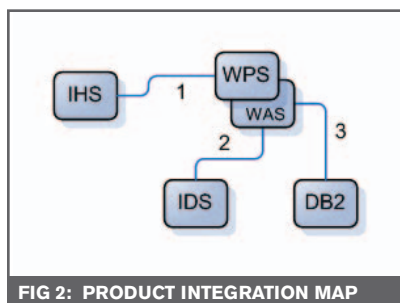 WPS
IHS
1
WAS
2
3
IDS
DB2
FIG 2: PRODUCT INTEGRATION MAP